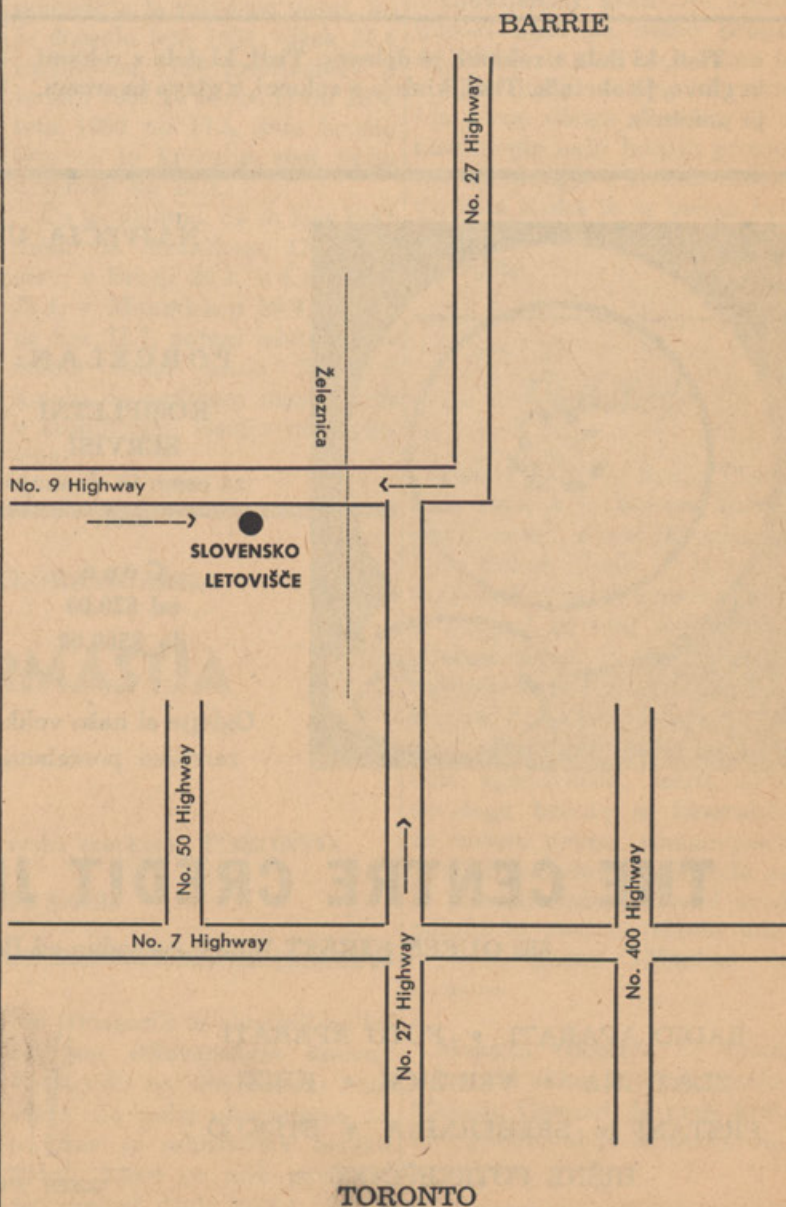 BARRIE
No. 27 Highway
Železnica
No. 9 Highway
SLOVENSKO
LETOVIŠČE
No. 50 Highway
No. 7 Highway
No. 27 Highway
No. 400 Highway
TORONTO